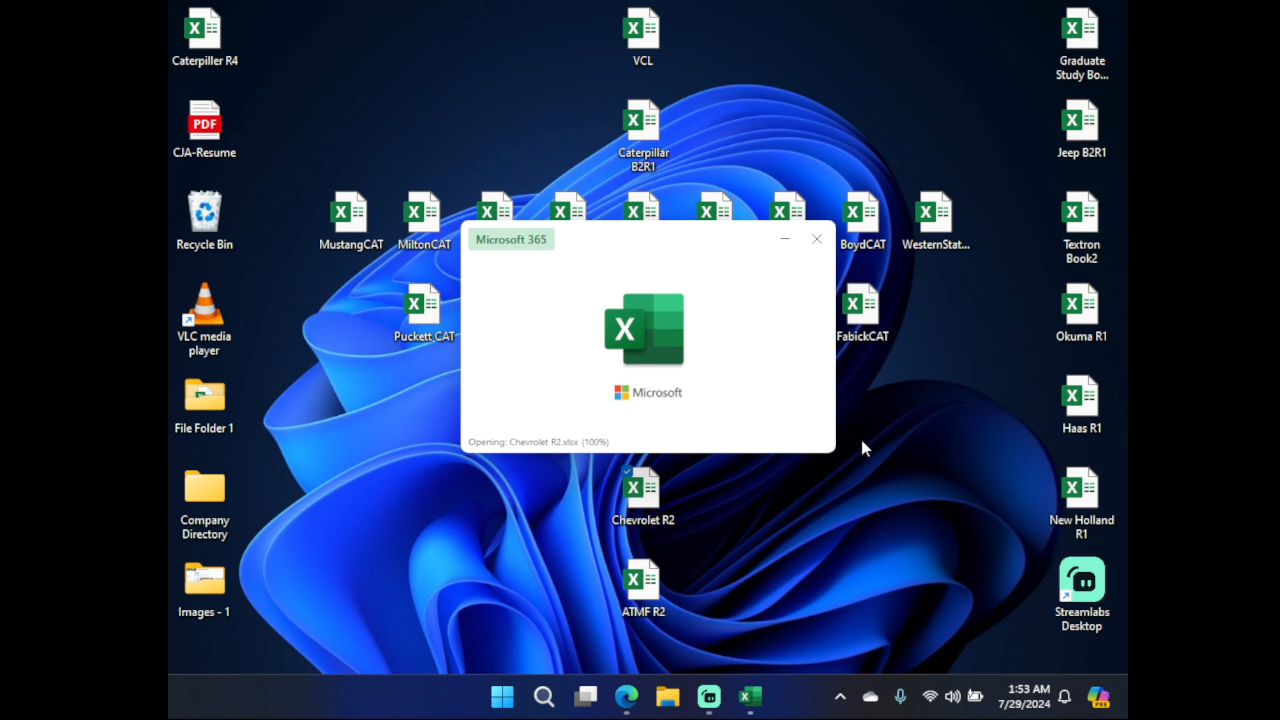 Caterpiller R4
VCL
Graduate
Study Bo...
PDF
CJA-Resume
Caterpillar
B2R1
Jeep B2R1
Recycle Bin
MustangCAT
MiltonCAT
BoydCAT
WesternStat...
Textron
Book2
Microsoft 365
Microsoft
Opening: Chevrolet R2.xlsx (100%)
VLC media
player
Puckett CAT
FabickCAT
Okuma R1
File Folder 1
Haas R1
Company
Directory
Chevrolet R2
New Holland
R1
Images - 1
ATMF R2
Streamlabs
Desktop
1:53 AM
7/29/2024
PRE